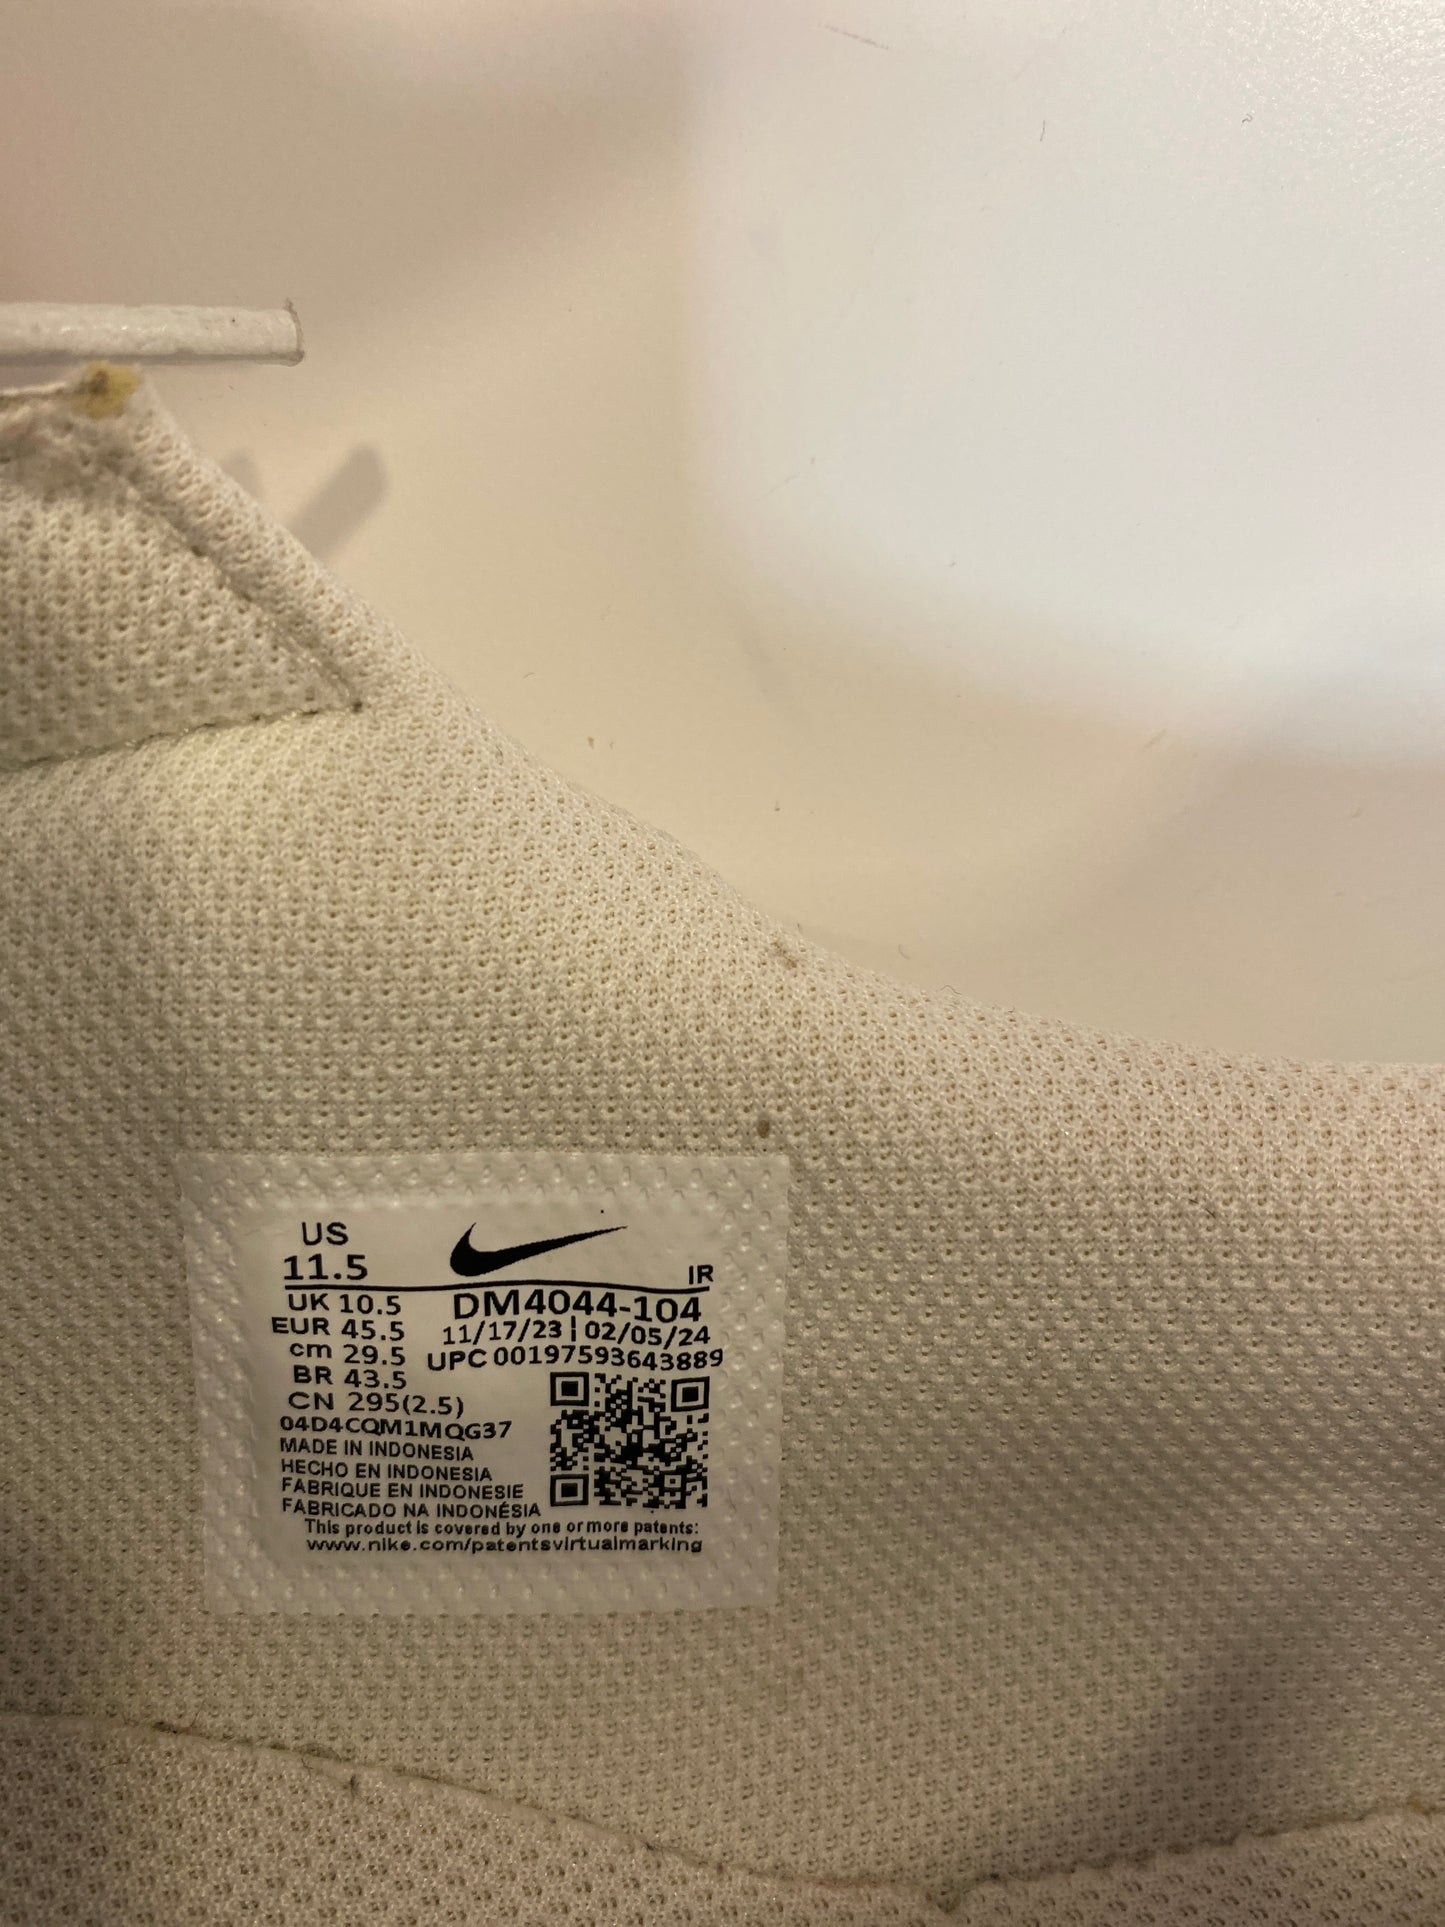 US
11.5 IR
UK 10.5 DM4044-104
EUR 45.5 11/17/23 | 02/05/24
cm 29.5 UPC 00197593643889
BR 43.5
CN 295(2.5)
04D4CQM1MQG37
MADE IN INDONESIA
HECHO EN INDONESIA
FABRIQUE EN INDONESIE
FABRICADO NA INDONÉSIA
This product is covered by one or more patents:
www.nike.com/patentsvirtualmarking